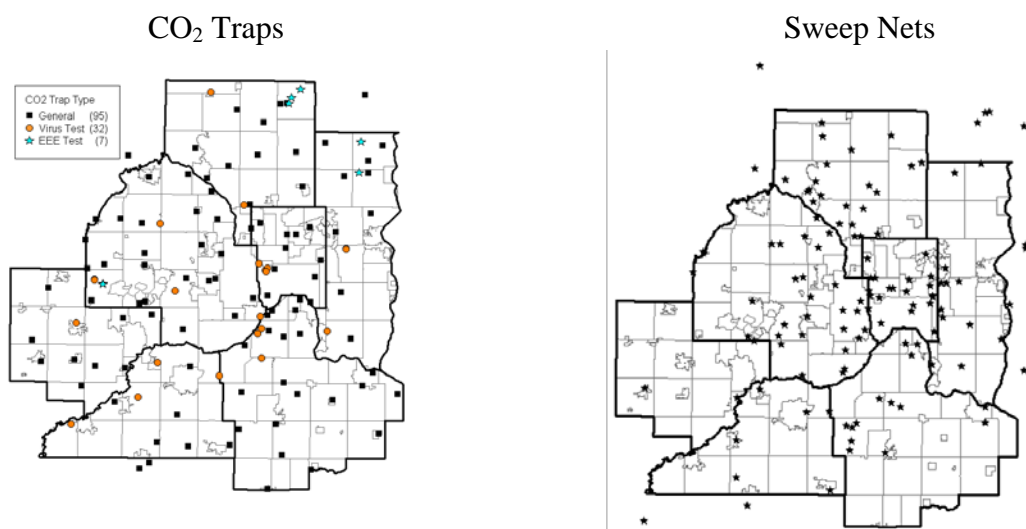 CO₂ Traps
Sweep Nets
CO2 Trap Type
General (95)
Virus Test (32)
EEE Test (7)